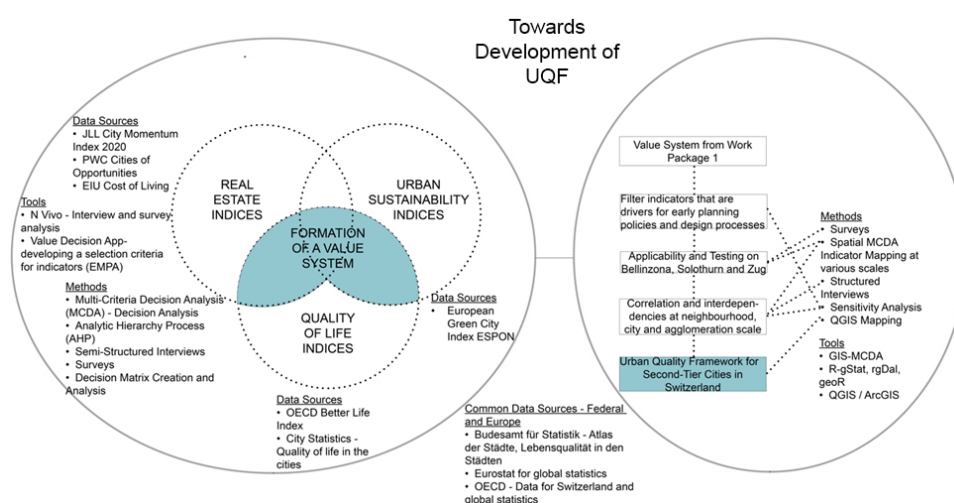 Towards
Development of
UQF
Data Sources
• JLL City Momentum
Index 2020
• PWC Cities of
Opportunities
• EIU Cost of Living
Tools
• N Vivo - Interview and survey
analysis
• Value Decision App-
developing a selection criteria
for indicators (EMPA)
Methods
• Multi-Criteria Decision Analysis
(MCDA) - Decision Analysis
• Analytic Hierarchy Process
(AHP)
• Semi-Structured Interviews
• Surveys
• Decision Matrix Creation and
Analysis
REAL
ESTATE
INDICES
URBAN
SUSTAINABILITY
INDICES
FORMATION
OF A VALUE
SYSTEM
QUALITY
OF LIFE
INDICES
Data Sources
• European
Green City
Index ESPON
Data Sources
• OECD Better Life
Index
• City Statistics -
Quality of life in the
cities
Common Data Sources - Federal
and Europe
• Budesamt für Statistik - Atlas
der Städte, Lebensqualität in den
Städten
• Eurostat for global statistics
• OECD - Data for Switzerland and
global statistics
Value System from Work
Package 1
Filter indicators that are
drivers for early planning
policies and design processes
Applicability and Testing on
Bellinzona, Solothurn and Zug
Correlation and interdepen-
dencies at neighbourhood,
city and agglomeration scale
Urban Quality Framework for
Second-Tier Cities in
Switzerland
Methods
• Surveys
• Spatial MCDA
Indicator Mapping at
various scales
• Structured
Interviews
• Sensitivity Analysis
• QGIS Mapping
Tools
• GIS-MCDA
• R-gStat, rgDal,
geoR
• QGIS / ArcGIS